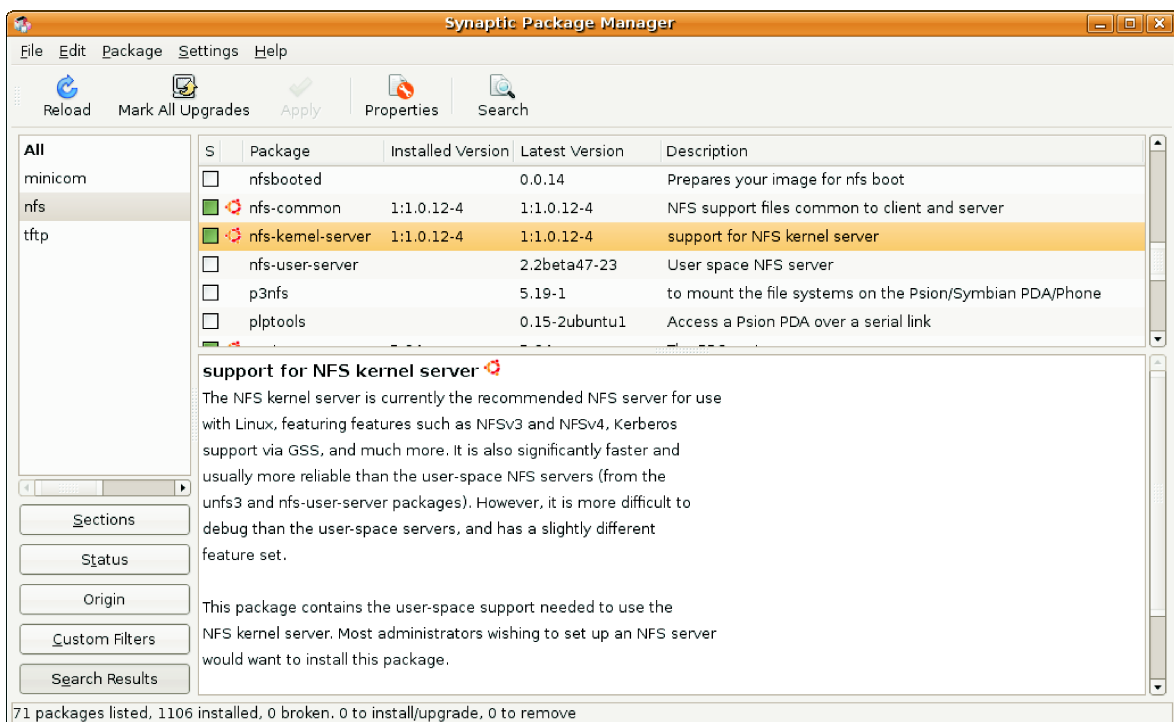 Synaptic Package Manager
File Edit Package Settings Help
Reload Mark All Upgrades Apply Properties Search
All
minicom
nfs
tftp
S Package Installed Version Latest Version Description
nfsbooted 0.0.14 Prepares your image for nfs boot
nfs-common 1:1.0.12-4 1:1.0.12-4 NFS support files common to client and server
nfs-kernel-server 1:1.0.12-4 1:1.0.12-4 support for NFS kernel server
nfs-user-server 2.2beta47-23 User space NFS server
p3nfs 5.19-1 to mount the file systems on the Psion/Symbian PDA/Phone
plptools 0.15-2ubuntu1 Access a Psion PDA over a serial link
support for NFS kernel server
The NFS kernel server is currently the recommended NFS server for use
with Linux, featuring features such as NFSv3 and NFSv4, Kerberos
support via GSS, and much more. It is also significantly faster and
usually more reliable than the user-space NFS servers (from the
unfs3 and nfs-user-server packages). However, it is more difficult to
debug than the user-space servers, and has a slightly different
feature set.
This package contains the user-space support needed to use the
NFS kernel server. Most administrators wishing to set up an NFS server
would want to install this package.
Sections
Status
Origin
Custom Filters
Search Results
71 packages listed, 1106 installed, 0 broken. 0 to install/upgrade, 0 to remove